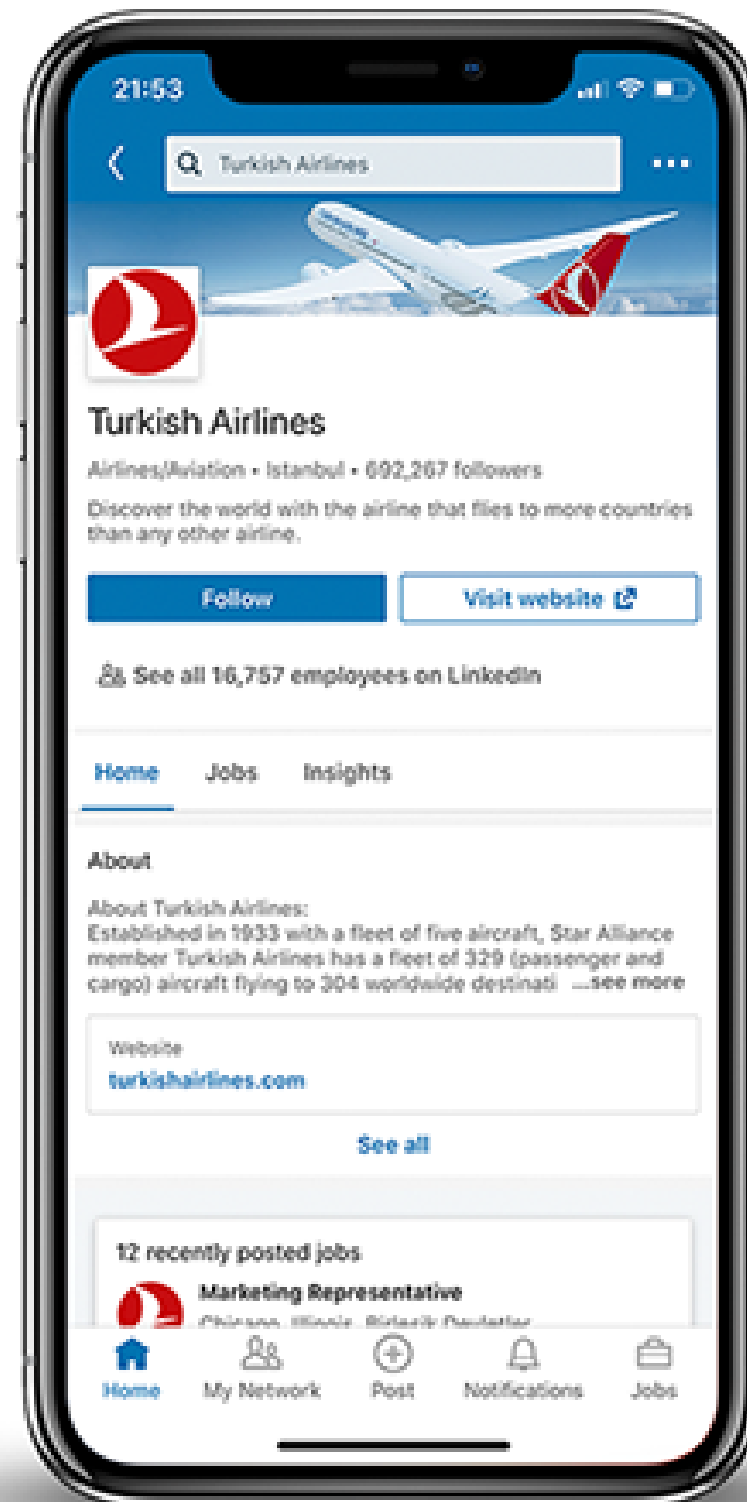 21:53
Turkish Airlines
Turkish Airlines
Airlines/Aviation • Istanbul • 692,267 followers
Discover the world with the airline that flies to more countries
than any other airline.
Follow
Visit website
See all 16,757 employees on LinkedIn
Home Jobs Insights
About
About Turkish Airlines:
Established in 1933 with a fleet of five aircraft, Star Alliance
member Turkish Airlines has a fleet of 329 (passenger and
cargo) aircraft flying to 304 worldwide destinati ...see more
Website
turkishairlines.com
See all
12 recently posted jobs
Marketing Representative
Chicago, Illinois, Birleşik Devletler
Home My Network Post Notifications Jobs